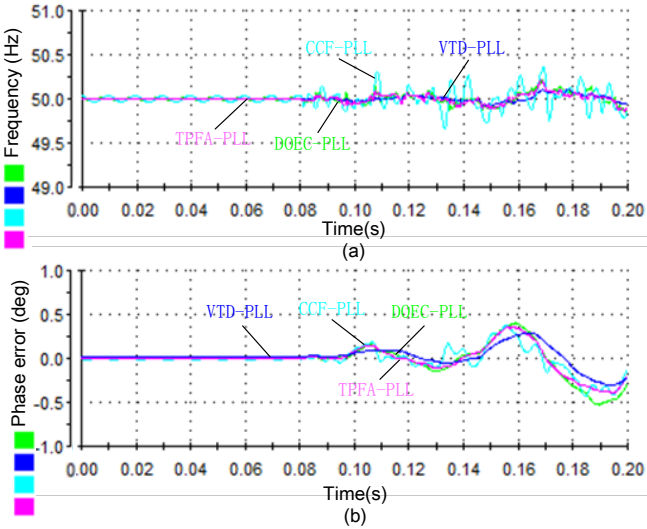 Frequency (Hz)
51.0
50.5
50.0
49.5
49.0
CCF-PLL
VTD-PLL
TPFA-PLL
DOEC-PLL
0.00 0.02 0.04 0.06 0.08 0.10 0.12 0.14 0.16 0.18 0.20
Time(s)
(a)
Phase error (deg)
1.0
0.5
0.0
-0.5
-1.0
VTD-PLL
CCF-PLL
DOEC-PLL
TPFA-PLL
0.00 0.02 0.04 0.06 0.08 0.10 0.12 0.14 0.16 0.18 0.20
Time(s)
(b)